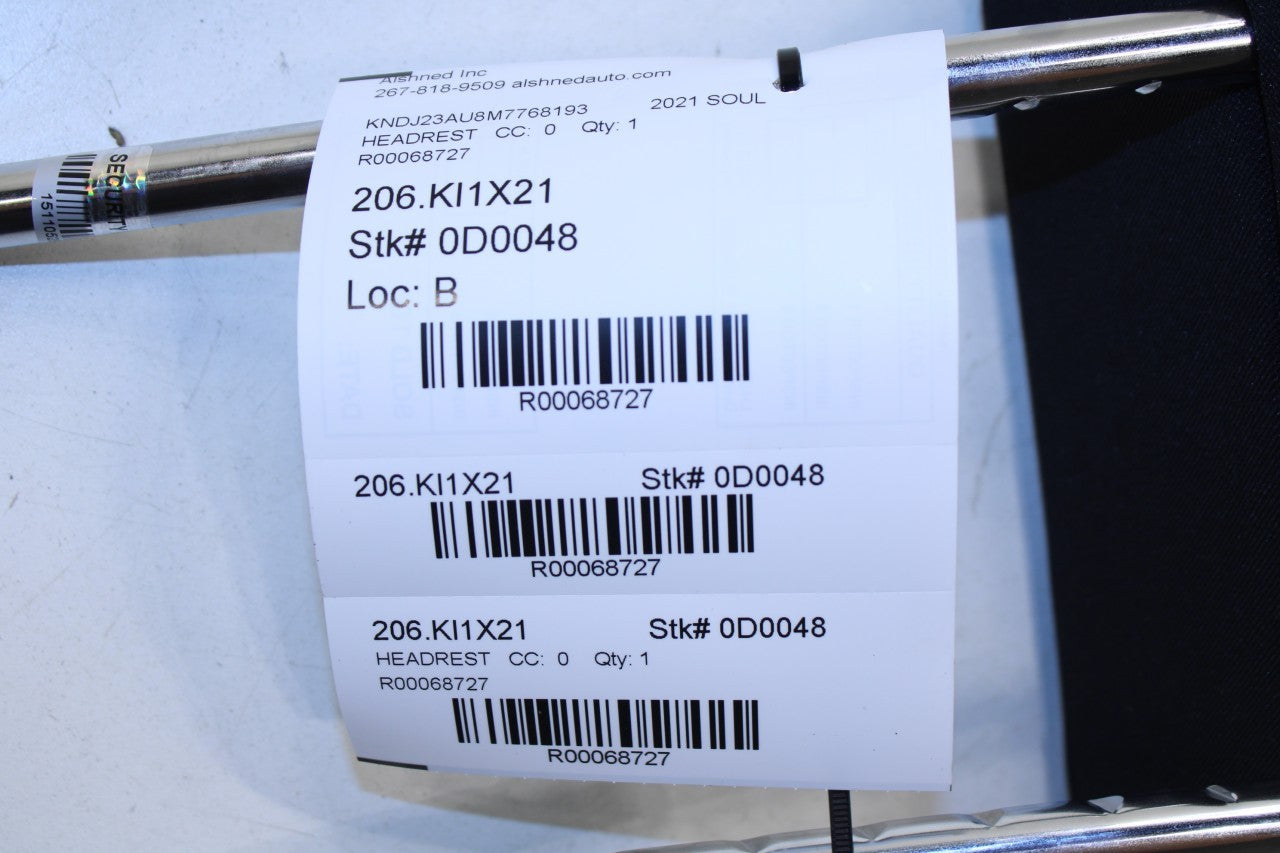 Alshned Inc
267-818-9509 alshnedauto.com
KNDJ23AU8M7768193 2021 SOUL
HEADREST CC: 0 Qty: 1
R00068727
206.KI1X21
Stk# 0D0048
Loc: B
R00068727
206.KI1X21 Stk# 0D0048
R00068727
206.KI1X21 Stk# 0D0048
HEADREST CC: 0 Qty: 1
R00068727
R00068727
SECURITY